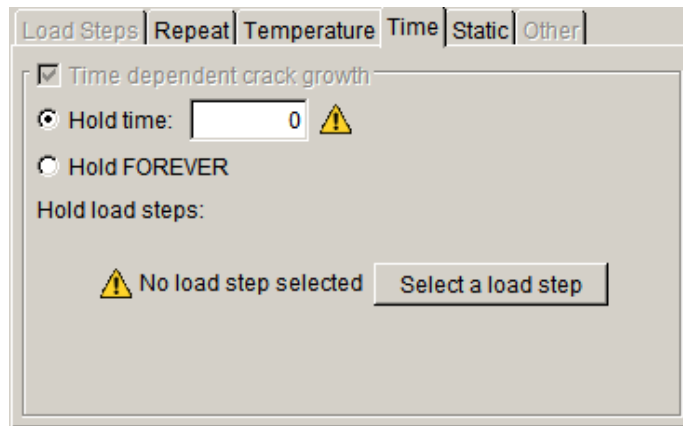 Load Steps Repeat Temperature Time Static Other
Time dependent crack growth
Hold time: 0
Hold FOREVER
Hold load steps:
No load step selected Select a load step